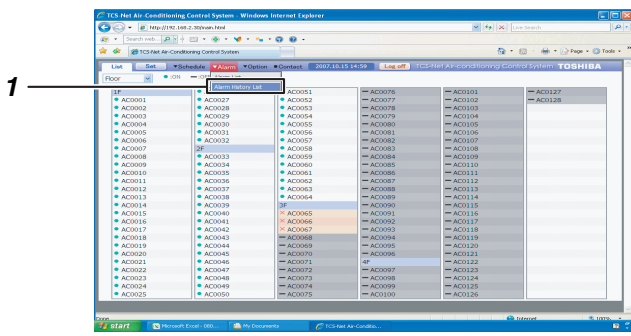 TCS-Net Air-Conditioning Control System - Windows Internet Explorer
http://192.168.2.30/main.html
Live Search
Search web...
TCS-Net Air-Conditioning Control System
Page
Tools
List
Set
▼Schedule
▼Alarm
▼Option
▼Contact
2007.10.15 14:59
Log off
TCS-Net Air-Conditioning Control System TOSHIBA
Floor
:ON
:OFF
Alarm List
1
Alarm History List
1F
AC0001
AC0002
AC0003
AC0004
AC0005
AC0006
AC0007
AC0008
AC0009
AC0010
AC0011
AC0012
AC0013
AC0014
AC0015
AC0016
AC0017
AC0018
AC0019
AC0020
AC0021
AC0022
AC0023
AC0024
AC0025
AC0027
AC0028
AC0029
AC0030
AC0031
AC0032
2F
AC0033
AC0034
AC0035
AC0036
AC0037
AC0038
AC0039
AC0040
AC0041
AC0042
AC0043
AC0044
AC0045
AC0046
AC0047
AC0048
AC0049
AC0050
AC0051
AC0052
AC0053
AC0054
AC0055
AC0056
AC0057
AC0058
AC0059
AC0060
AC0061
AC0062
AC0063
AC0064
3F
AC0065
AC0066
AC0067
AC0068
AC0069
AC0070
AC0071
AC0072
AC0073
AC0074
AC0075
AC0076
AC0077
AC0078
AC0079
AC0080
AC0081
AC0082
AC0083
AC0084
AC0085
AC0086
AC0087
AC0088
AC0089
AC0090
AC0091
AC0092
AC0093
AC0094
AC0095
AC0096
4F
AC0097
AC0098
AC0099
AC0100
AC0101
AC0102
AC0103
AC0104
AC0105
AC0106
AC0107
AC0108
AC0109
AC0110
AC0111
AC0112
AC0113
AC0114
AC0115
AC0116
AC0117
AC0118
AC0119
AC0120
AC0121
AC0122
AC0123
AC0124
AC0125
AC0126
AC0127
AC0128
Done
Internet
100%
start
Microsoft Excel - 080...
My Documents
TCS-Net Air-Conditio...